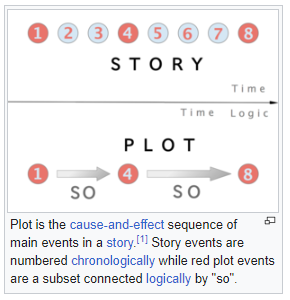 1 2 3 4 5 6 7 8
STORY
Time
Time Logic
PLOT
1 4 8
SO SO
Plot is the cause-and-effect sequence of
main events in a story.[1] Story events are
numbered chronologically while red plot events
are a subset connected logically by "so".